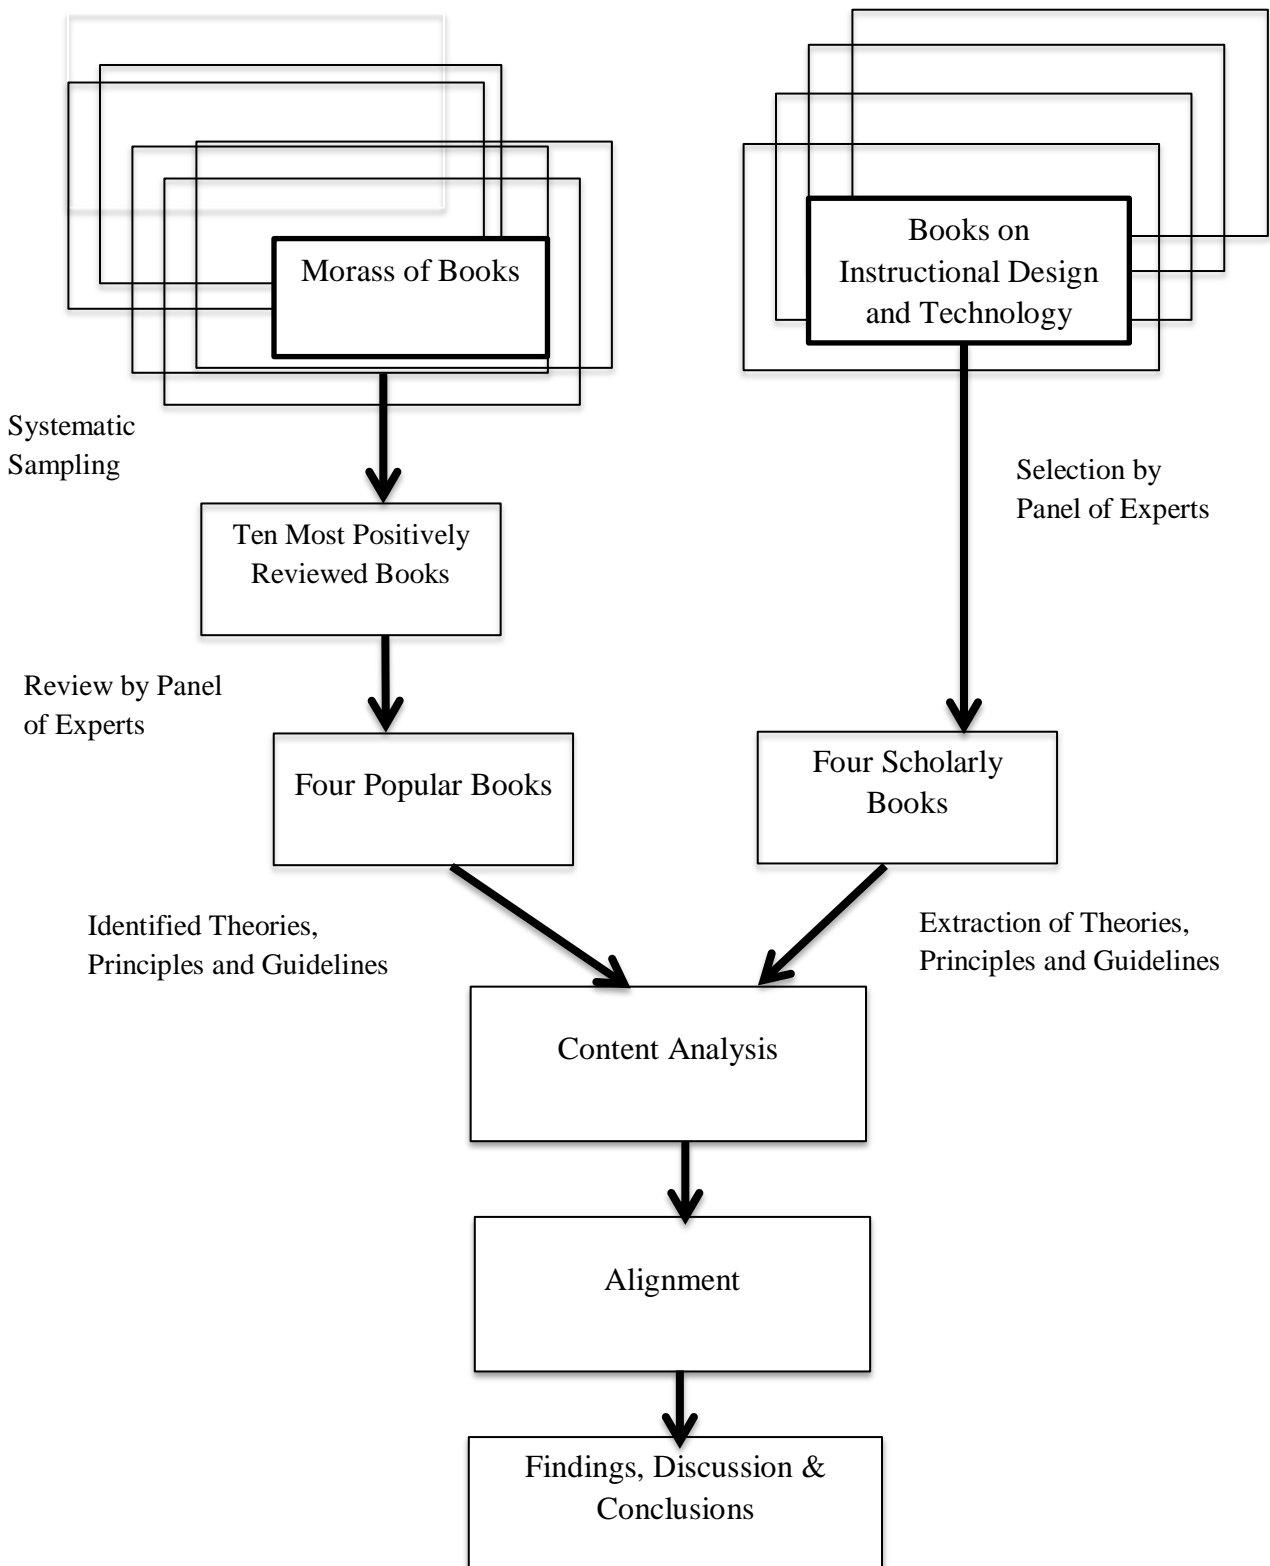 Morass of Books
Books on
Instructional Design
and Technology
Systematic
Sampling
Selection by
Panel of Experts
Ten Most Positively
Reviewed Books
Review by Panel
of Experts
Four Popular Books
Four Scholarly
Books
Identified Theories,
Principles and Guidelines
Extraction of Theories,
Principles and Guidelines
Content Analysis
Alignment
Findings, Discussion &
Conclusions